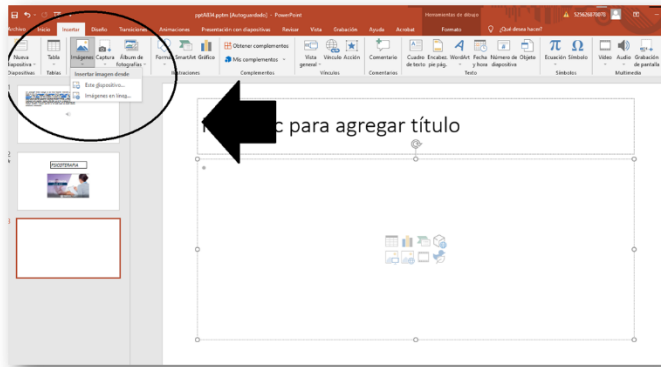 ppt6834.pptm [Autoguardado] - PowerPoint
Herramientas de dibujo
Archivo Inicio Insertar Diseño Transiciones Animaciones Presentación con diapositivas Revisar Vista Grabación Ayuda Acrobat Formato ¿Qué desea hacer?
Nueva diapositiva
Tabla
Imágenes Captura Álbum de fotografías
Formas SmartArt Gráfico
Obtener complementos
Mis complementos
Vista general Vínculo Acción
Comentario
Cuadro de texto Encabez. pie pág. WordArt Fecha y hora Número de diapositiva Objeto
Ecuación Símbolo
Vídeo Audio Grabación de pantalla
Diapositivas Tablas Ilustraciones Complementos Vínculos Comentarios Texto Símbolos Multimedia
Insertar imagen desde
Este dispositivo...
Imágenes en línea...
2
FISIOTERAPIA
3
c para agregar título